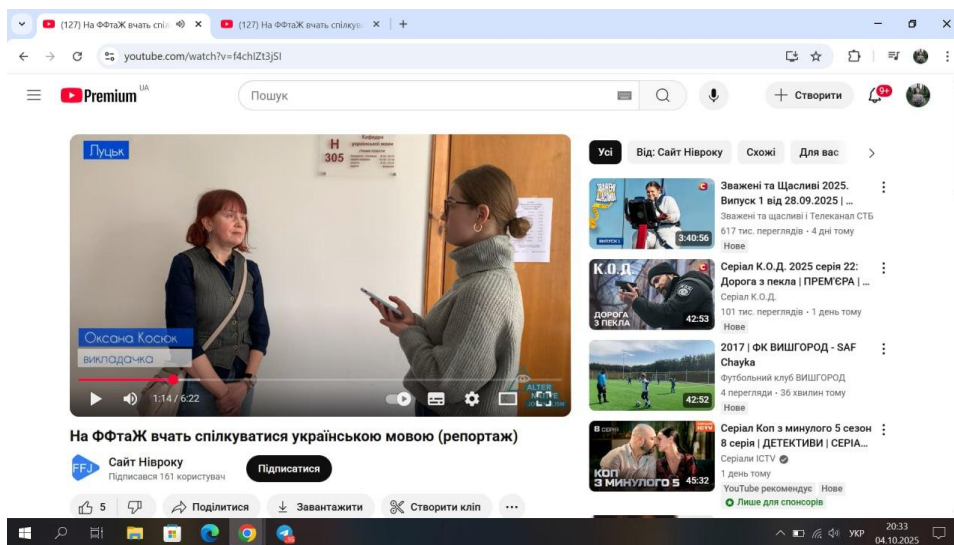 (127) На ФФтаЖ вчать спіл
(127) На ФФтаЖ вчать спілкув
youtube.com/watch?v=f4chIZt3jSI
Premium UA
Пошук
Створити
9+
Луцьк
Н
305
Кафедра
української мови
Оксана Косюк
викладачка
1:14 / 6:22
ALTER
На ФФтаЖ вчать спілкуватися українською мовою (репортаж)
FFJ
Сайт Нівроку
Підписався 161 користувач
Підписатися
5
Поділитися
Завантажити
Створити кліп
Усі
Від: Сайт Нівроку
Схожі
Для вас
ВИПУСК 1
3:40:56
Зважені та Щасливі 2025.
Випуск 1 від 28.09.2025 | ...
Зважені та щасливі і Телеканал СТБ
617 тис. переглядів • 4 дні тому
Нове
К.О.Д.
ДОРОГА
З ПЕКЛА
42:53
Серіал К.О.Д. 2025 серія 22:
Дорога з пекла | ПРЕМ'ЄРА | ...
Серіал К.О.Д.
101 тис. переглядів • 1 день тому
Нове
42:52
2017 | ФК ВИШГОРОД - SAF
Chayka
Футбольний клуб ВИШГОРОД
4 перегляди • 36 хвилин тому
Нове
8 СЕРІЯ
ICTV
КОП
З МИНУЛОГО 5
45:32
Серіал Коп з минулого 5 сезон
8 серія | ДЕТЕКТИВИ | СЕРІА...
Серіали ICTV
1 день тому
YouTube рекомендує Нове
Лише для спонсорів
УКР
20:33
04.10.2025